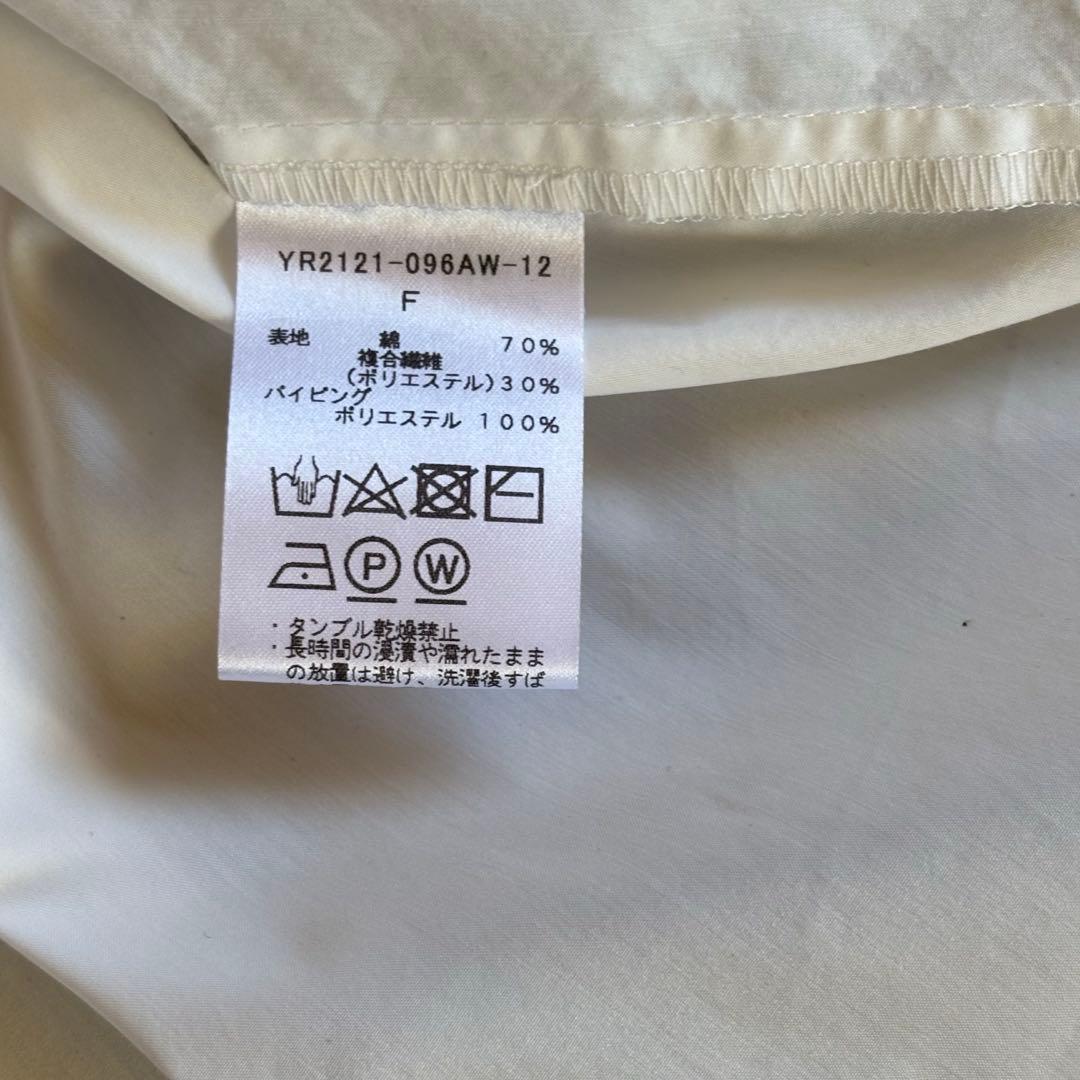 YR2121-096AW-12
F
表地 綿 70%
複合繊維
(ポリエステル)30%
パイピング
ポリエステル 100%
P W
・タンブル乾燥禁止
・長時間の浸漬や濡れたまま
の放置は避け、洗濯後すば